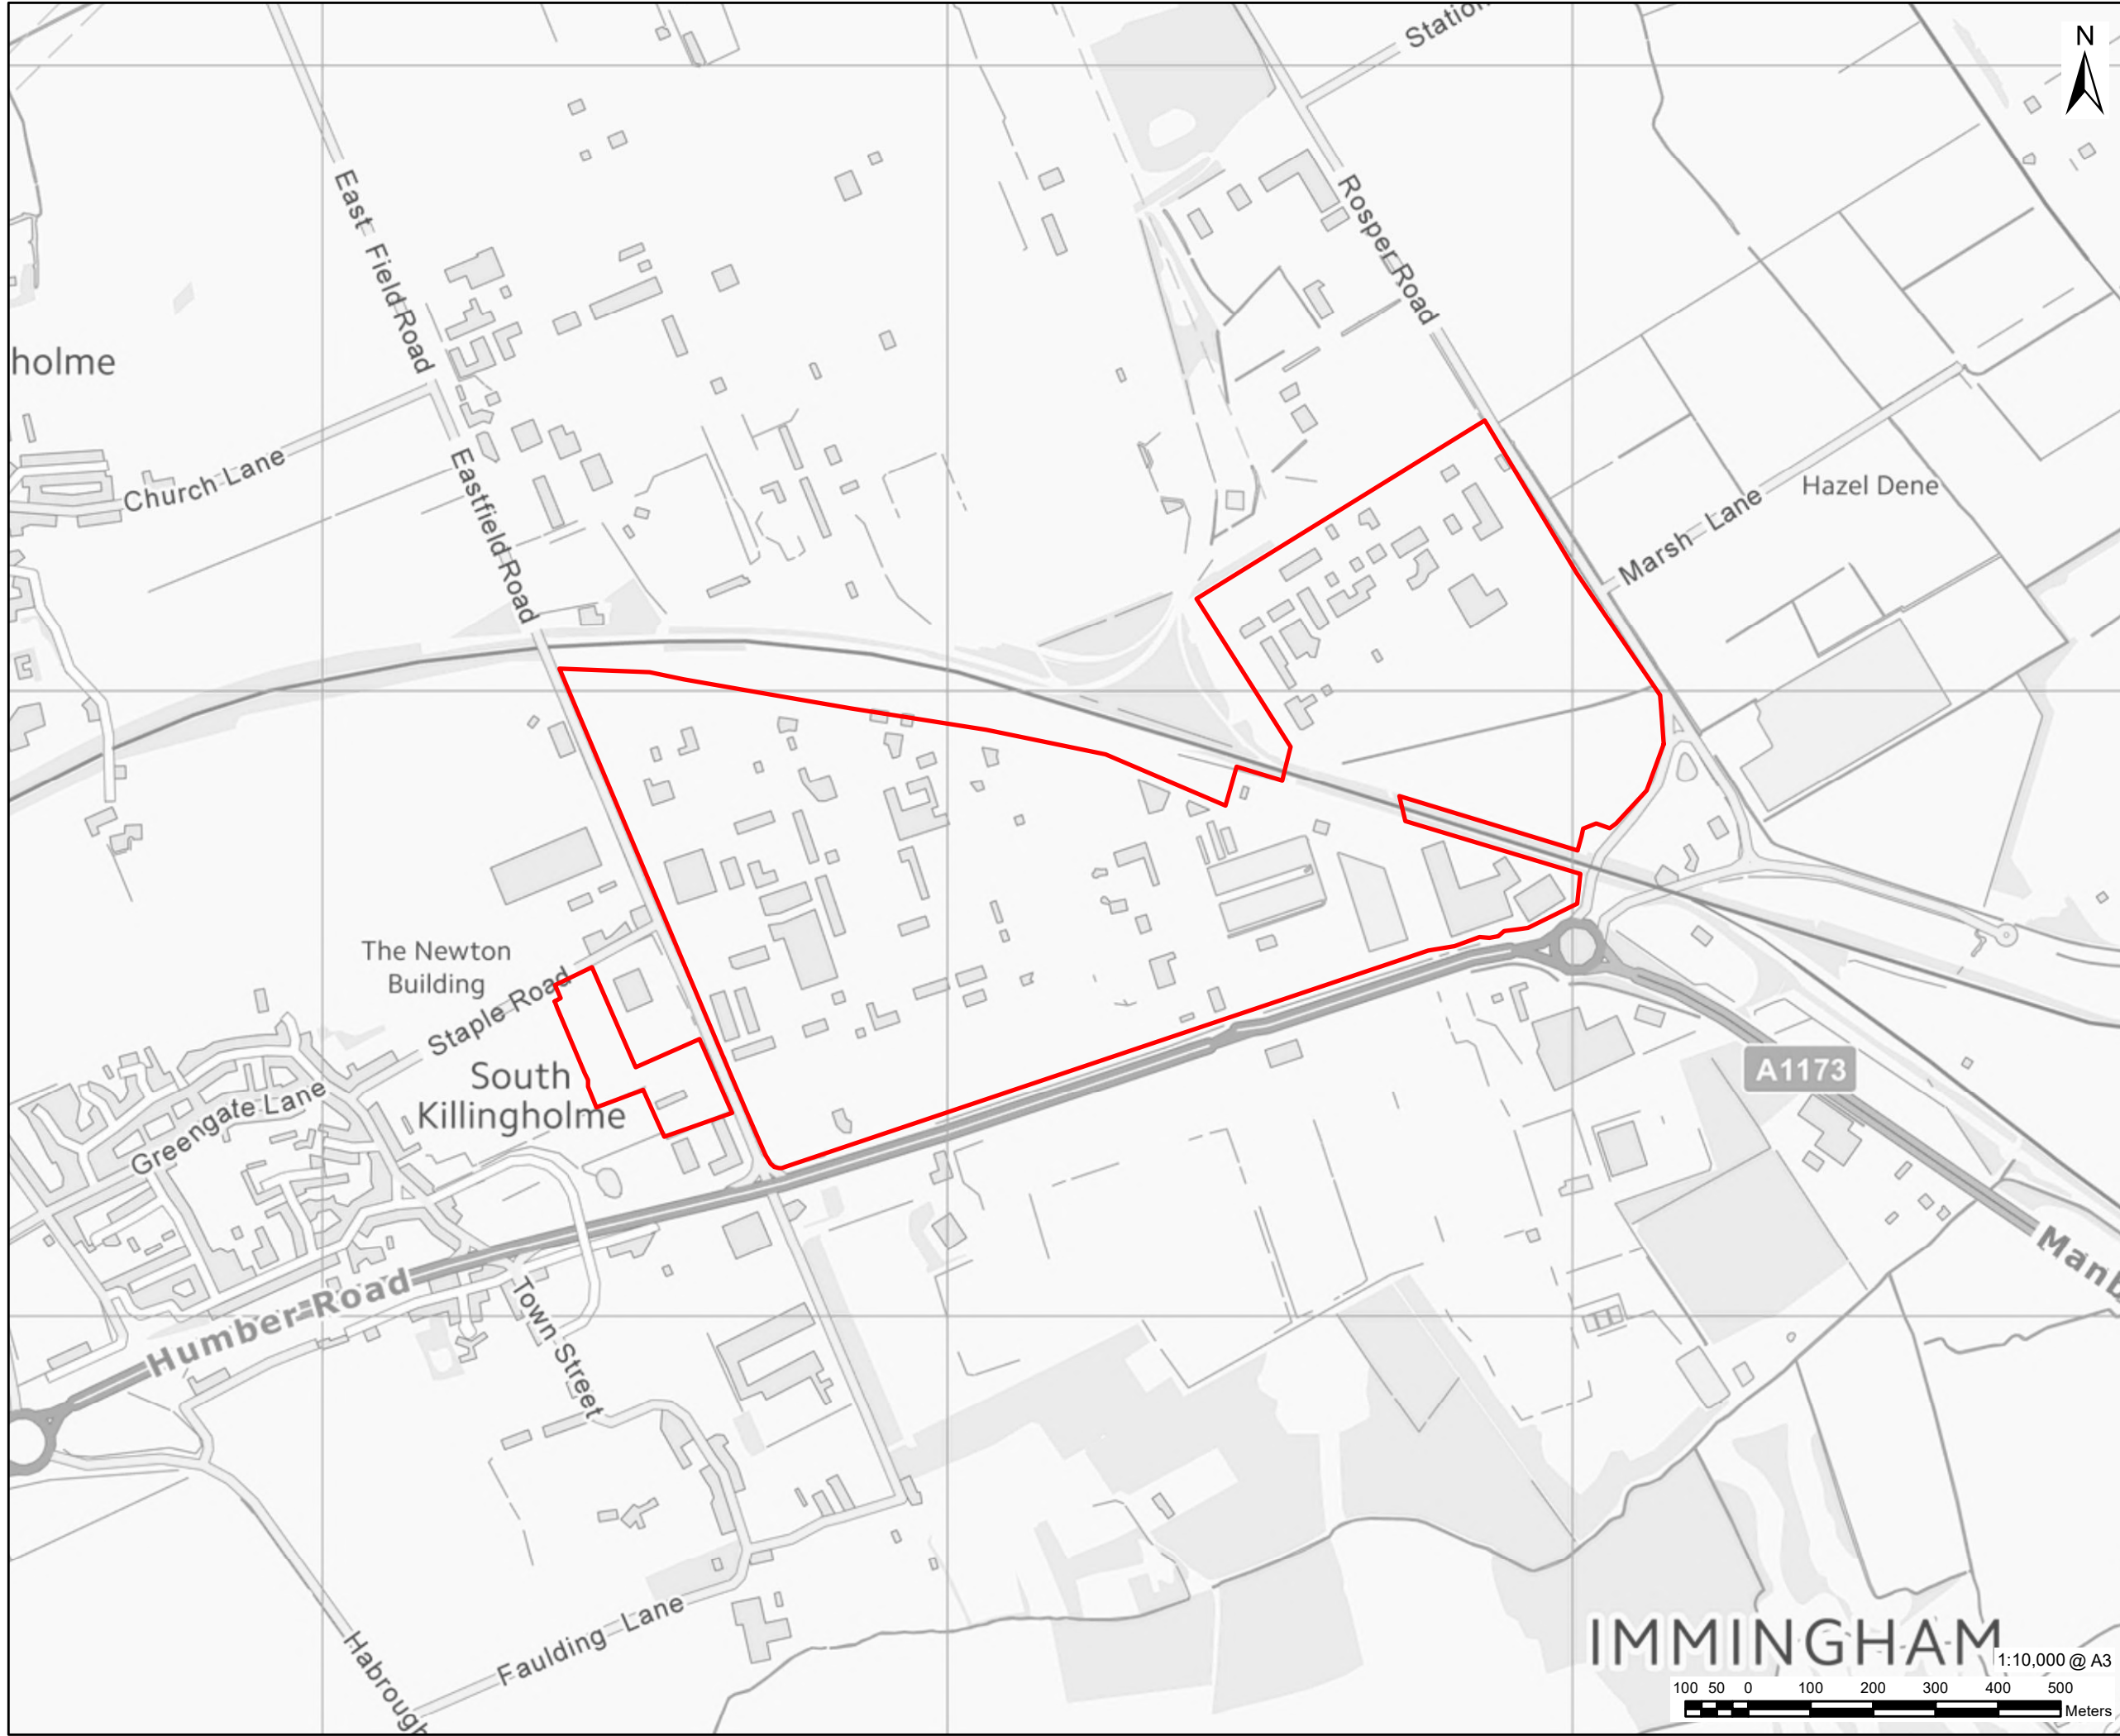 Station
N
East Field Road
Rosper Road
holme
Church Lane
Eastfield Road
Hazel Dene
Marsh Lane
The Newton
Building
Staple Road
South
Killingholme
Greengate Lane
A1173
Humber Road
Town Street
Manb
Faulding Lane
Habrough
IMMINGHAM
1:10,000 @ A3
100 50 0 100 200 300 400 500
Meters